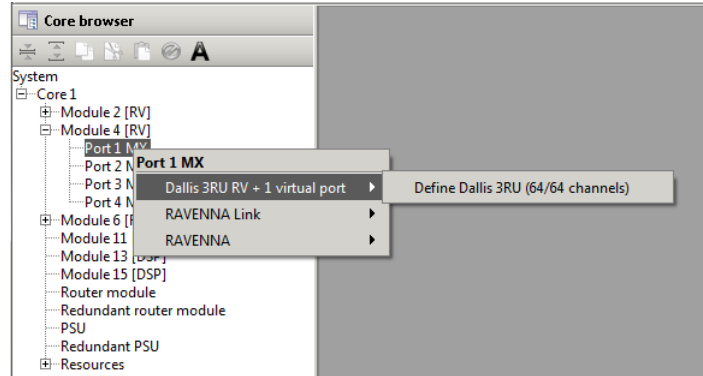 Core browser
A
System
Core 1
Module 2 [RV]
Module 4 [RV]
Port 1 MX
Port 1 MX
Port 2
Dallis 3RU RV + 1 virtual port
Define Dallis 3RU (64/64 channels)
Port 3
Port 4
RAVENNA Link
Module 6
Module 11
RAVENNA
Module 13 [DSP]
Module 15 [DSP]
Router module
Redundant router module
PSU
Redundant PSU
Resources